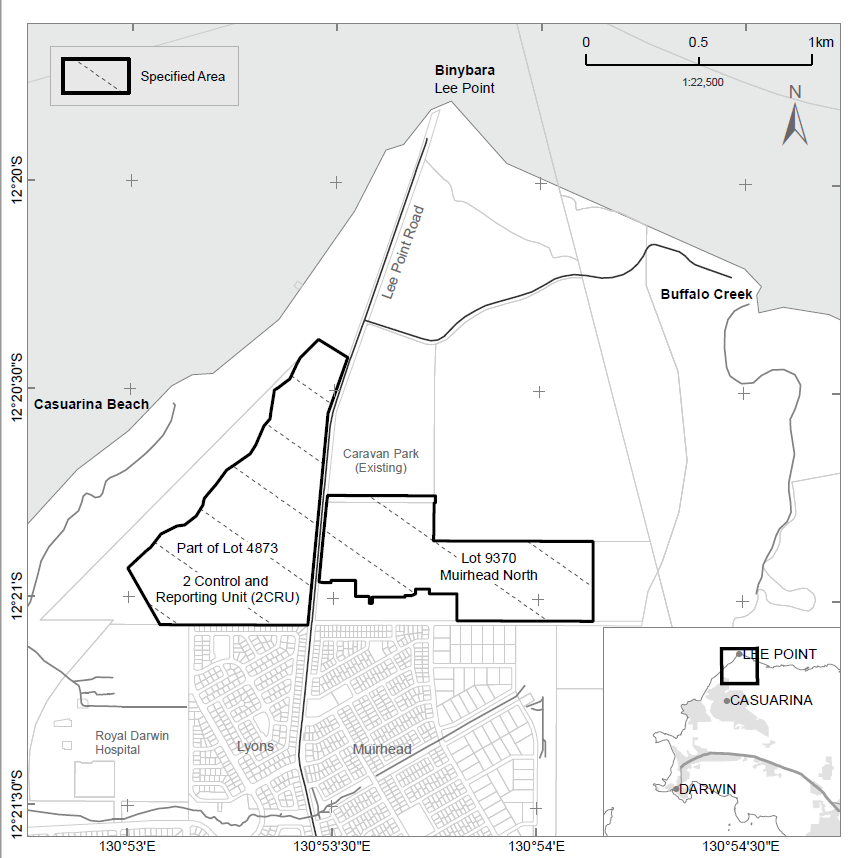 Specified Area
Binybara
Lee Point
0 0.5 1km
1:22,500
N
12°20'S
Lee Point Road
Buffalo Creek
12°20'30"S
Casuarina Beach
Caravan Park
(Existing)
Part of Lot 4873
2 Control and
Reporting Unit (2CRU)
Lot 9370
Muirhead North
12°21'S
LEE POINT
CASUARINA
DARWIN
Royal Darwin
Hospital
Lyons
Muirhead
12°21'30"S
130°53'E
130°53'30"E
130°54'E
130°54'30"E